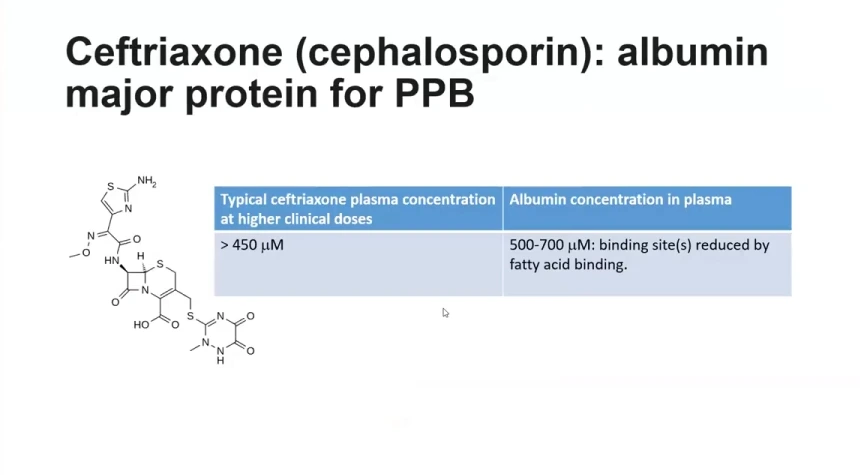 Ceftriaxone (cephalosporin): albumin
major protein for PPB
Typical ceftriaxone plasma concentration
at higher clinical doses
Albumin concentration in plasma
> 450 μM
500-700 μM: binding site(s) reduced by
fatty acid binding.
S
NH2
N
N
O
O
HN
H
S
N
O
HO
O
S
N
O
N
N
H
O